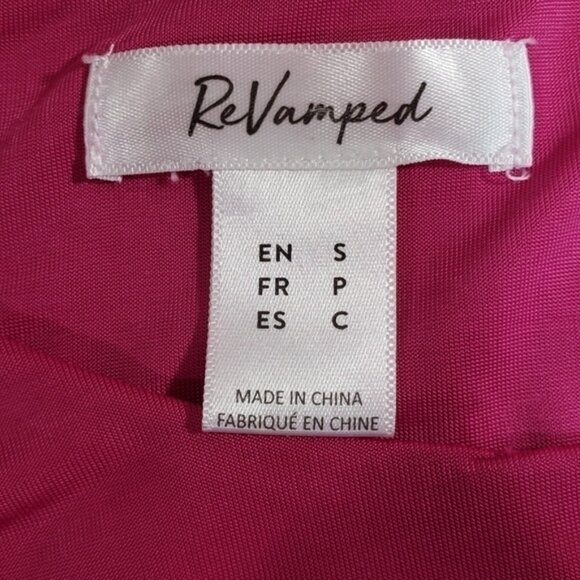 ReVamped
EN S
FR P
ES C
MADE IN CHINA
FABRIQUÉ EN CHINE